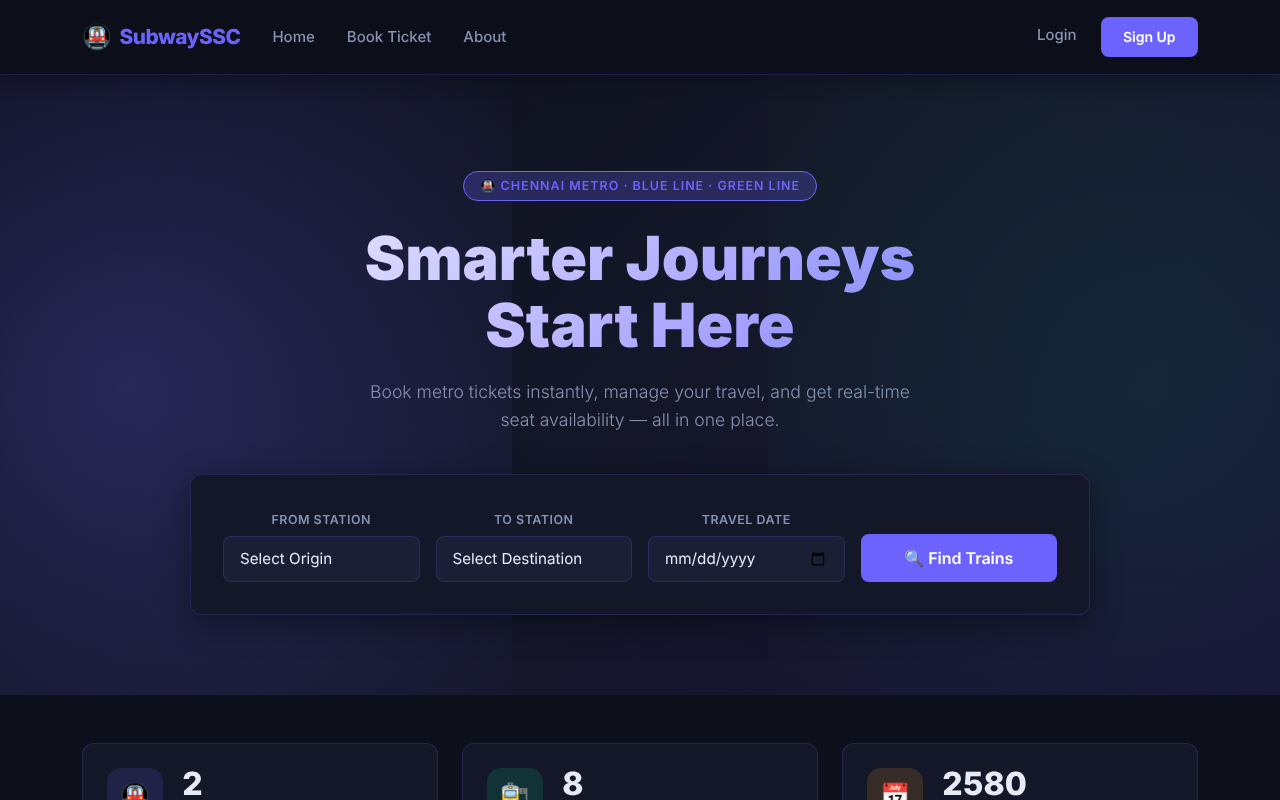 SubwaySSC
Home
Book Ticket
About
Login
Sign Up
CHENNAI METRO · BLUE LINE · GREEN LINE
Smarter Journeys
Start Here
Book metro tickets instantly, manage your travel, and get real-time
seat availability — all in one place.
FROM STATION
TO STATION
TRAVEL DATE
Select Origin
Select Destination
mm/dd/yyyy
Find Trains
2
8
July
17
2580